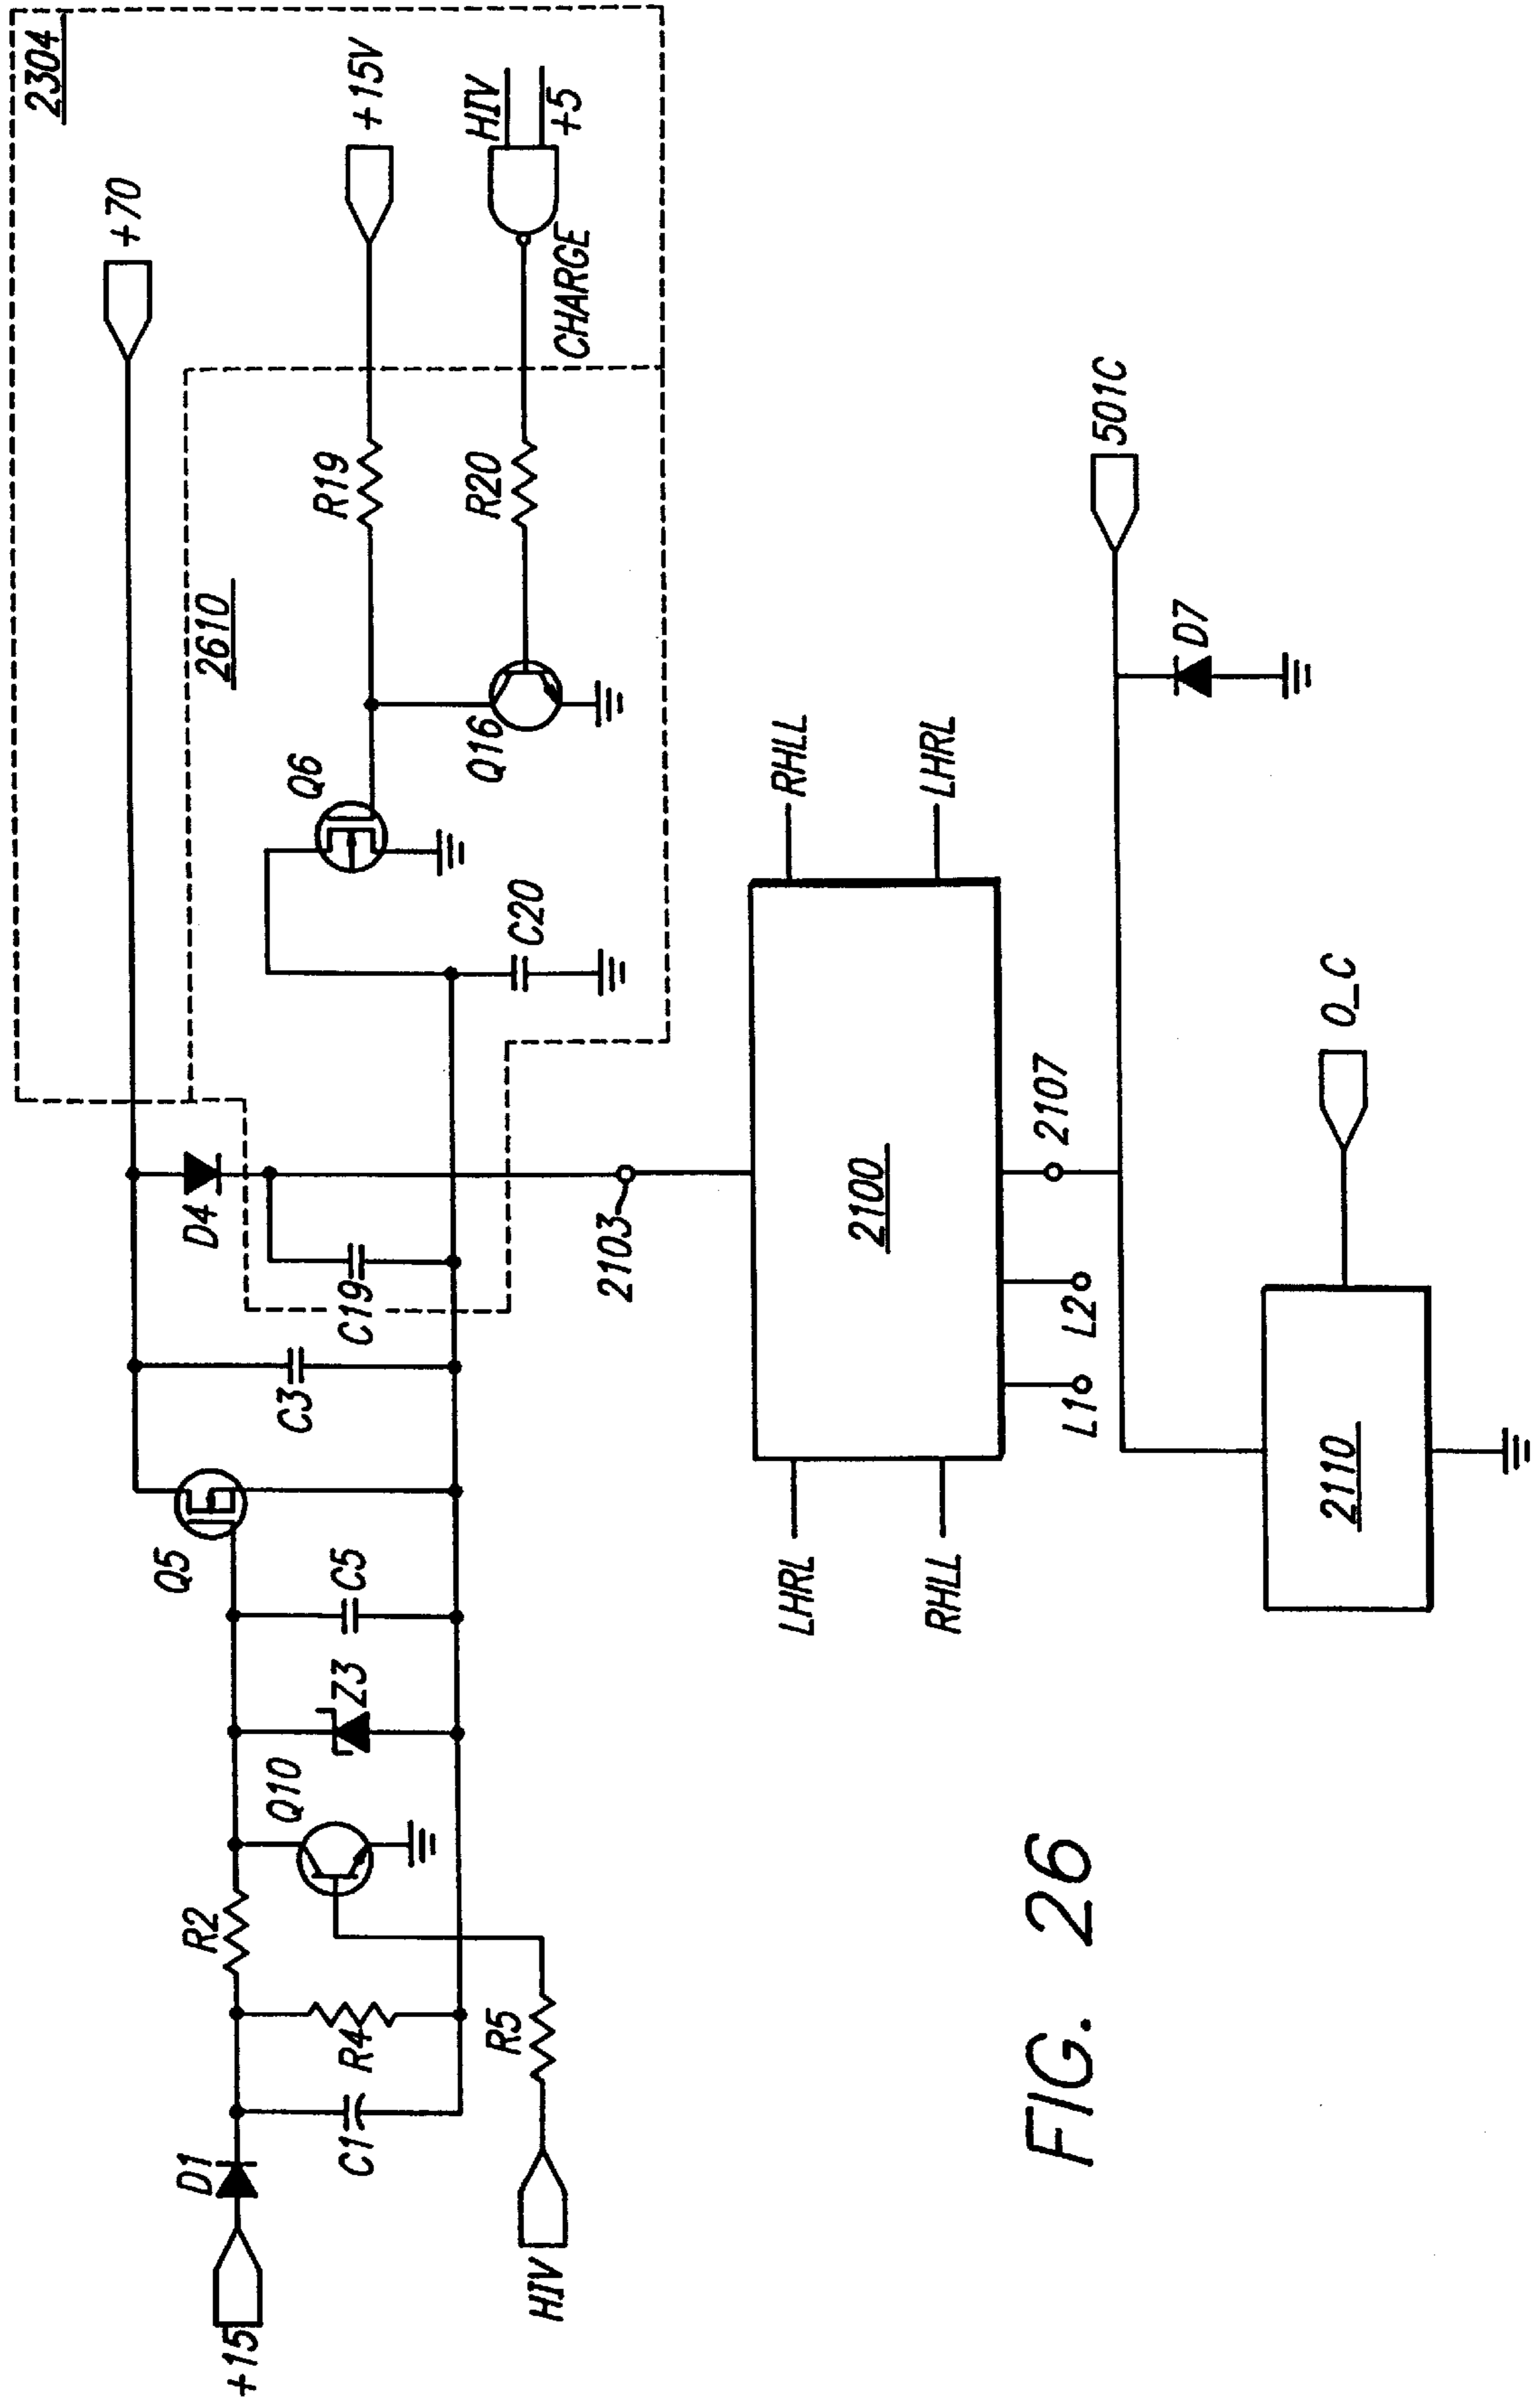 2304
+70
+15V
HIV
+5
CHARGE
2610
R19
R20
Q6
Q16
C20
D4
C19
C3
Q5
C5
Z3
Q10
R2
R4
C1
D1
+15
R5
HIV
2103
2100
RHLL
LHRL
LHRL
RHLL
L1
L2
2107
501C
D7
O_C
2110
FIG. 26